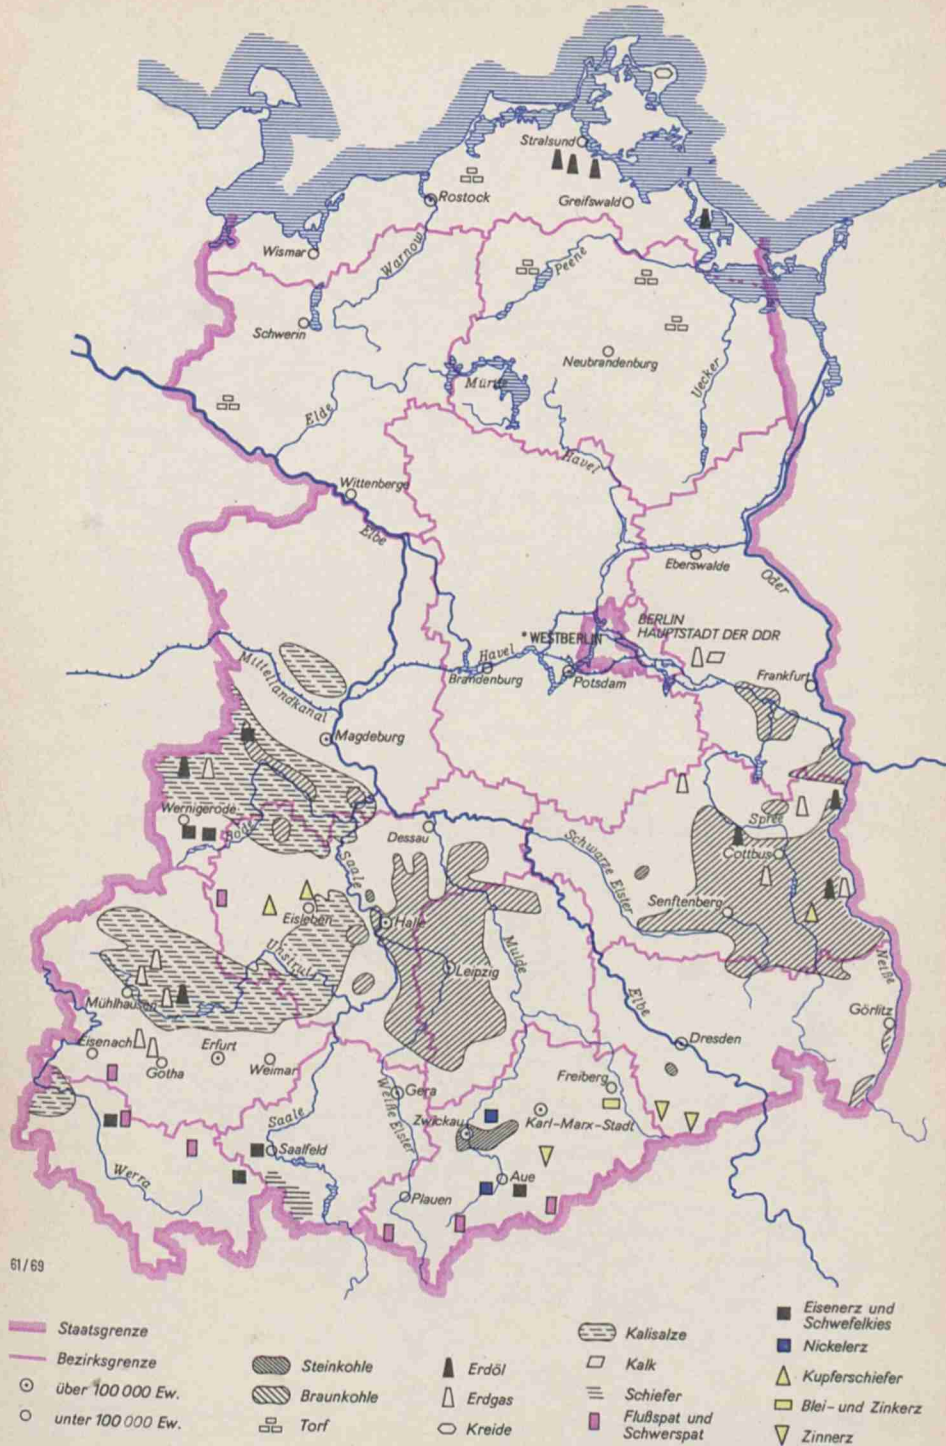 Stralsund
Rostock
Greifswald
Wismar
Warnow
Peene
Schwerin
Neubrandenburg
Uecker
Müritz
Elde
Havel
Wittenberge
Elbe
Eberswalde
Oder
BERLIN
HAUPTSTADT DER DDR
* WESTBERLIN
Havel
Brandenburg
Potsdam
Frankfurt
Mittellandkanal
Magdeburg
Wernigerode
Bode
Dessau
Spree
Cottbus
Schwarze Elster
Saale
Senftenberg
Eisleben
Halle
Unstrut
Mulde
Leipzig
Neiße
Mühlhausen
Elbe
Görlitz
Eisenach
Erfurt
Dresden
Gotha
Weimar
Freiberg
Gera
Weiße Elster
Saale
Zwickau
Karl-Marx-Stadt
Saalfeld
Werra
Aue
Plauen
61/69
Staatsgrenze
Bezirksgrenze
über 100 000 Ew.
unter 100 000 Ew.
Steinkohle
Braunkohle
Torf
Erdöl
Erdgas
Kreide
Kalisalze
Kalk
Schiefer
Flußspat und
Schwerspat
Eisenerz und
Schwefelkies
Nickelerz
Kupferschiefer
Blei- und Zinkerz
Zinnerz